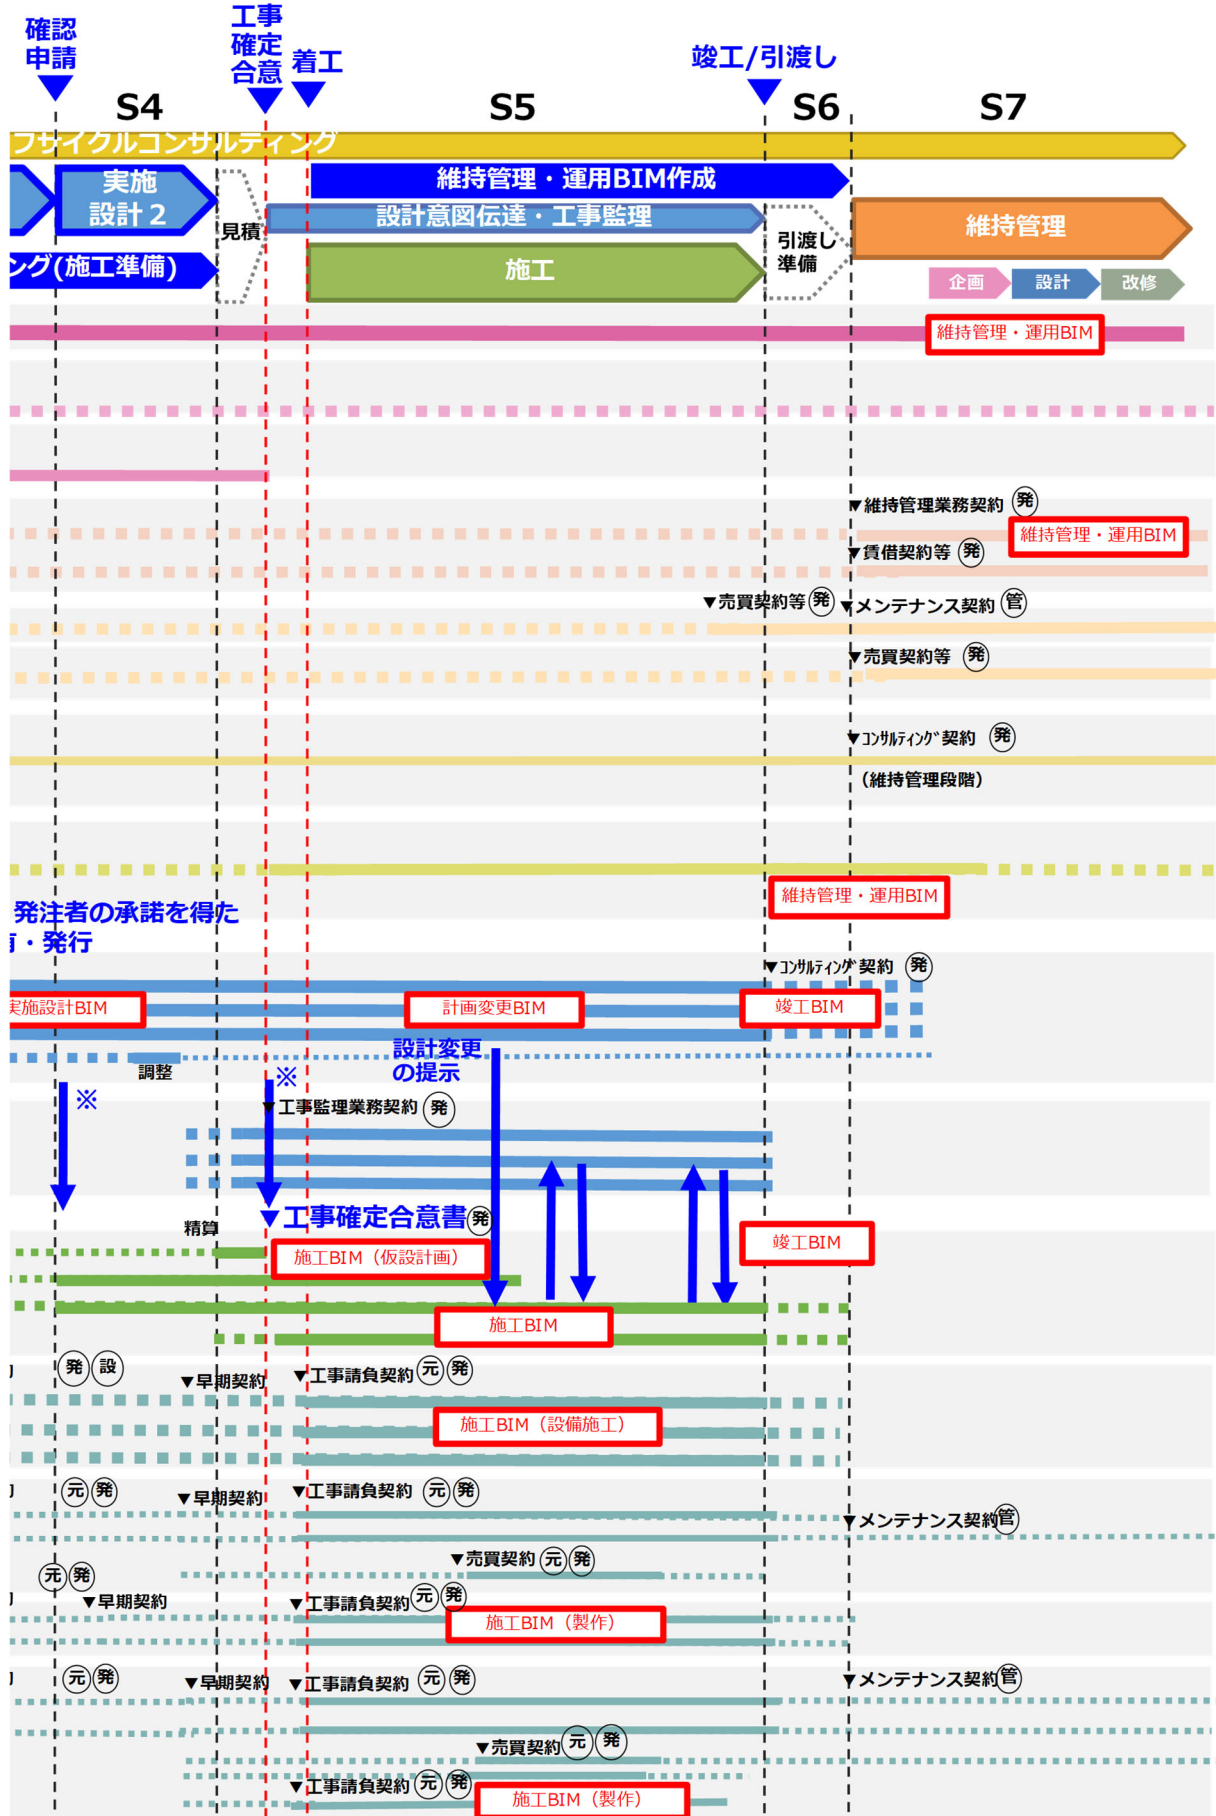 確認
申請
工事
確定
合意
着工
竣工/引渡し
S4
S5
S6
S7
フサイクルコンサルティング
実施
設計２
見積
維持管理・運用BIM作成
設計意図伝達・工事監理
引渡し
準備
維持管理
ング(施工準備)
施工
企画
設計
改修
維持管理・運用BIM
▼維持管理業務契約 発
維持管理・運用BIM
▼賃借契約等 発
▼売買契約等 発
▼メンテナンス契約 管
▼売買契約等 発
▼ｺﾝｻﾙﾃｨﾝｸﾞ契約 発
(維持管理段階)
維持管理・運用BIM
発注者の承諾を得た
・発行
▼ｺﾝｻﾙﾃｨﾝｸﾞ契約 発
実施設計BIM
計画変更BIM
竣工BIM
設計変更
の提示
調整
※
※
▼工事監理業務契約 発
▼工事確定合意書 発
精算
施工BIM（仮設計画）
竣工BIM
施工BIM
発 設
▼早期契約
▼工事請負契約 元 発
施工BIM（設備施工）
元 発
▼早期契約
▼工事請負契約 元 発
▼メンテナンス契約 管
▼売買契約 元 発
元 発
▼早期契約
▼工事請負契約 元 発
施工BIM（製作）
元 発
▼早期契約
▼工事請負契約 元 発
▼メンテナンス契約 管
▼売買契約 元 発
▼工事請負契約 元 発
施工BIM（製作）